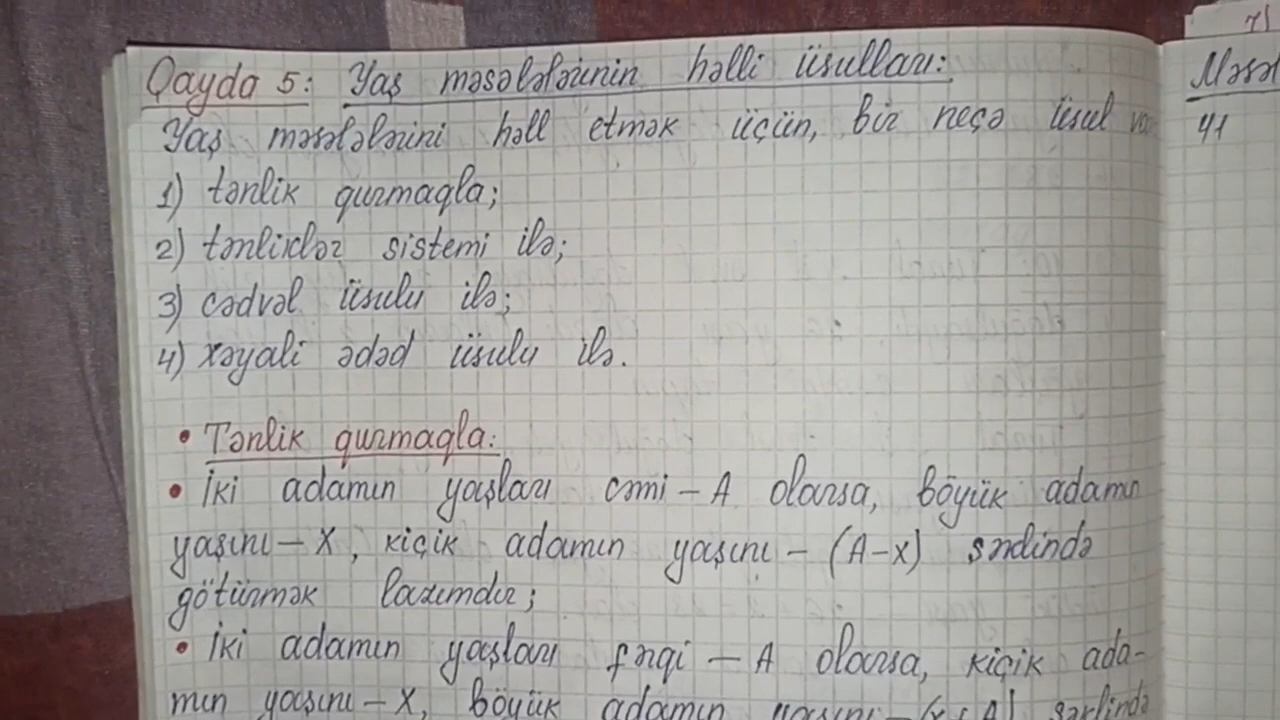 Qayda 5: Yaş məsələlərinin həlli üsulları:
Yaş məsələlərini həll etmək üçün, bir neçə üsul
1) tənlik qurmaqla;
2) tənliklər sistemi ilə;
3) cədvəl üsulu ilə;
4) xəyali ədəd üsulu ilə.
• Tənlik qurmaqla:
• İki adamın yaşları cəmi – A olarsa, böyük adamın
yaşını – X, kiçik adamın yaşını – (A-X) şəklində
götürmək lazımdır;
• İki adamın yaşları fərqi – A olarsa, kiçik ada-
mın yaşını – X, böyük adamın yaşını – (X+A) şəklində
41